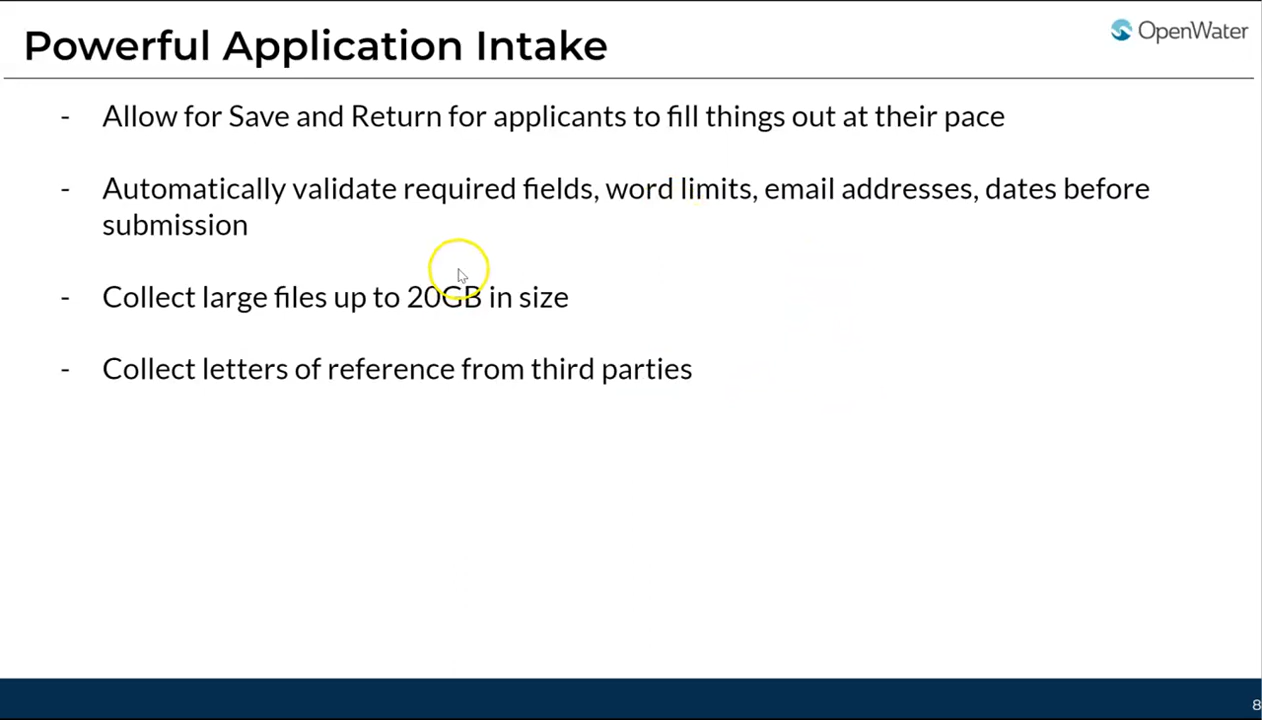 Powerful Application Intake
OpenWater
- Allow for Save and Return for applicants to fill things out at their pace
- Automatically validate required fields, word limits, email addresses, dates before
submission
- Collect large files up to 20GB in size
- Collect letters of reference from third parties
8